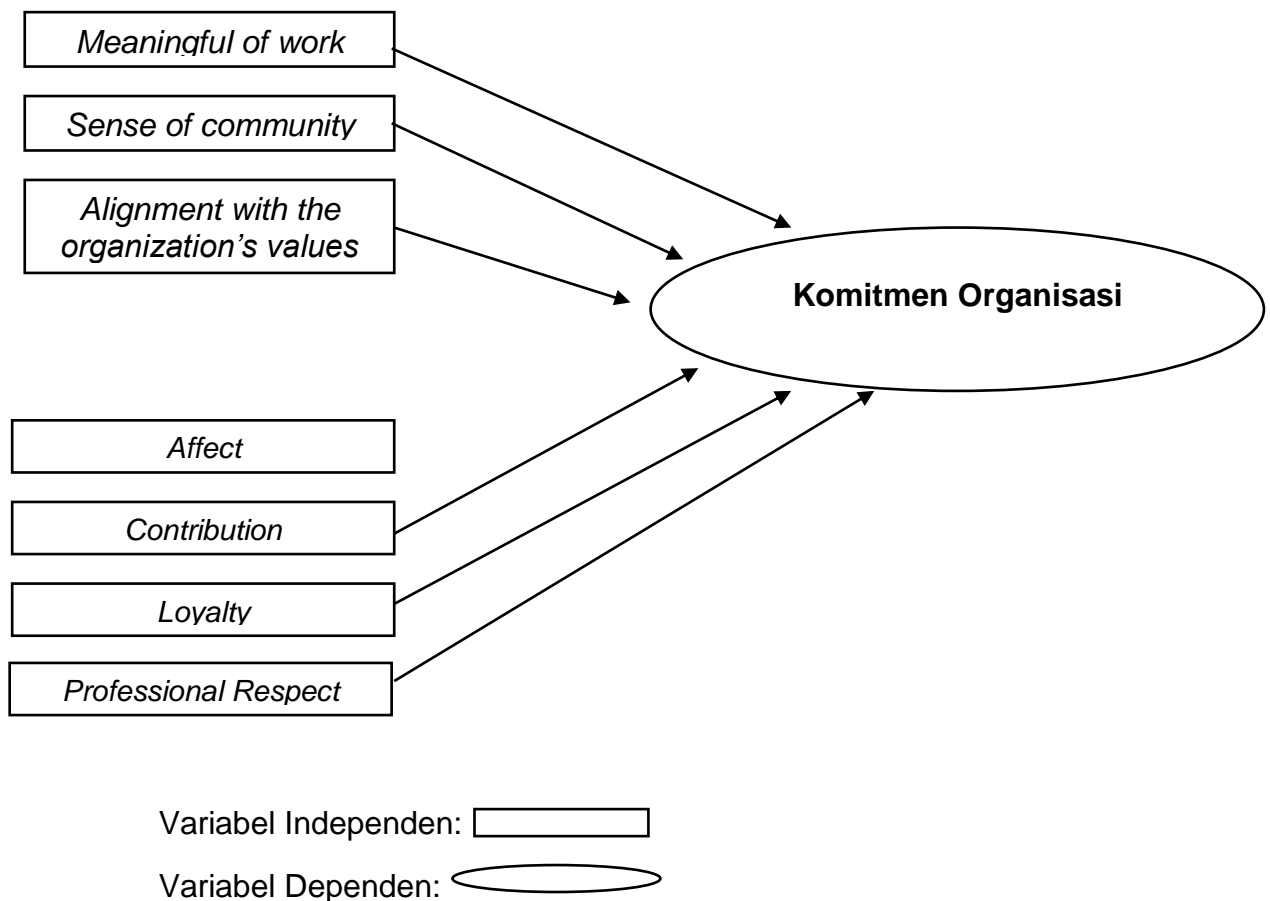 Meaningful of work
Sense of community
Alignment with the
organization's values
Komitmen Organisasi
Affect
Contribution
Loyalty
Professional Respect
Variabel Independen:
Variabel Dependen: